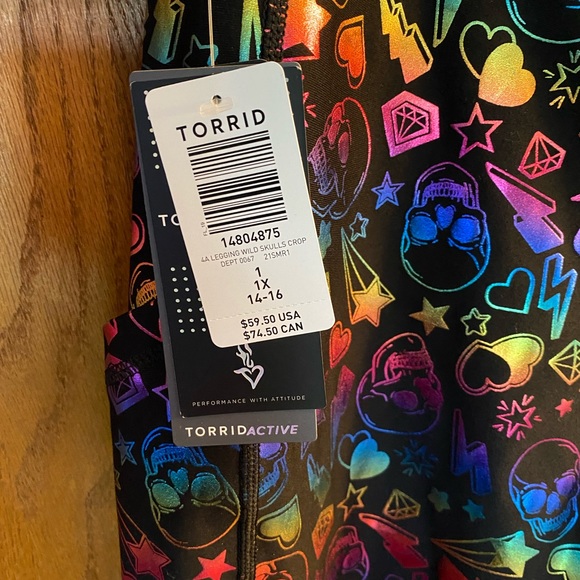 TORRID
14804875
4A LEGGING WILD SKULLS CROP
DEPT 0067 21SMR1
1
1X
14-16
$59.50 USA
$74.50 CAN
PERFORMANCE WITH ATTITUDE
TORRIDACTIVE